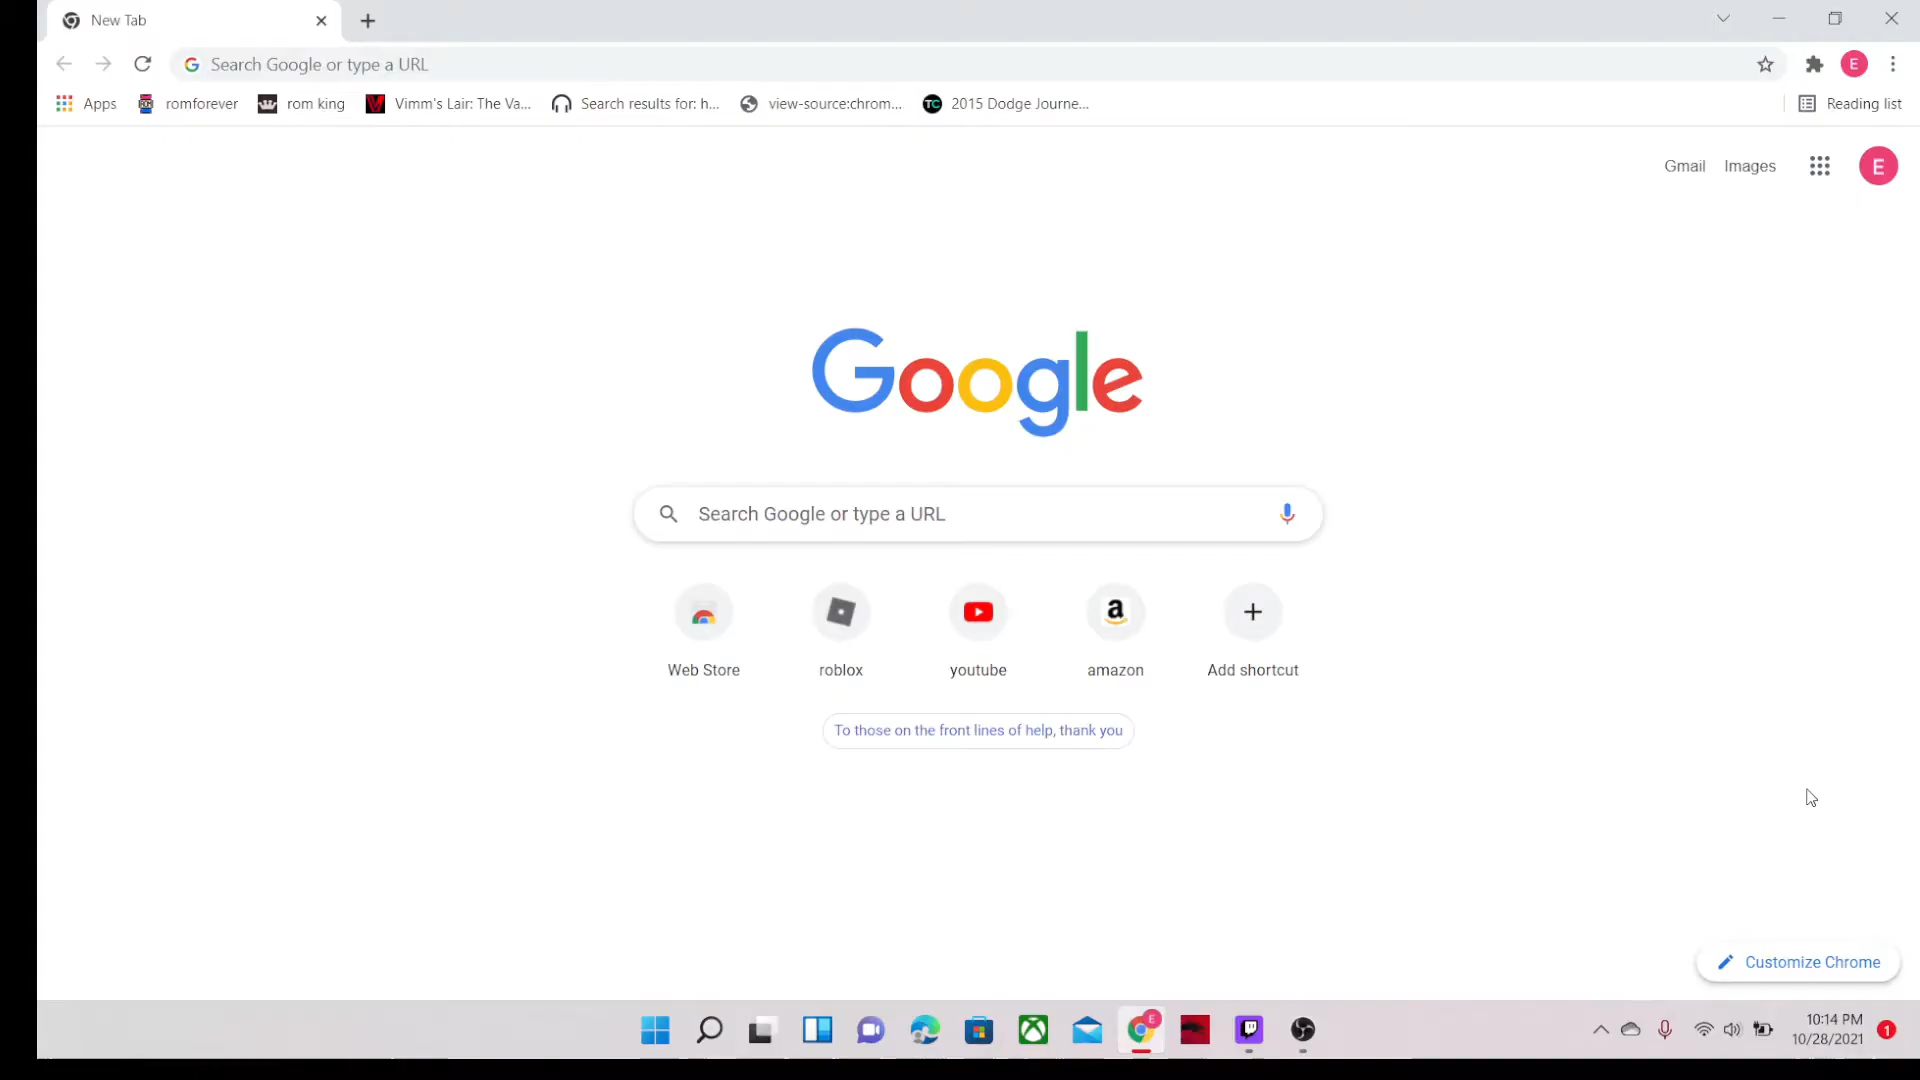 New Tab
Search Google or type a URL
Apps romforever rom king Vimm's Lair: The Va... Search results for: h... view-source:chrom... TC 2015 Dodge Journe... Reading list
Gmail Images E
Google
Search Google or type a URL
Web Store roblox youtube amazon Add shortcut
To those on the front lines of help, thank you
Customize Chrome
10:14 PM
10/28/2021
1